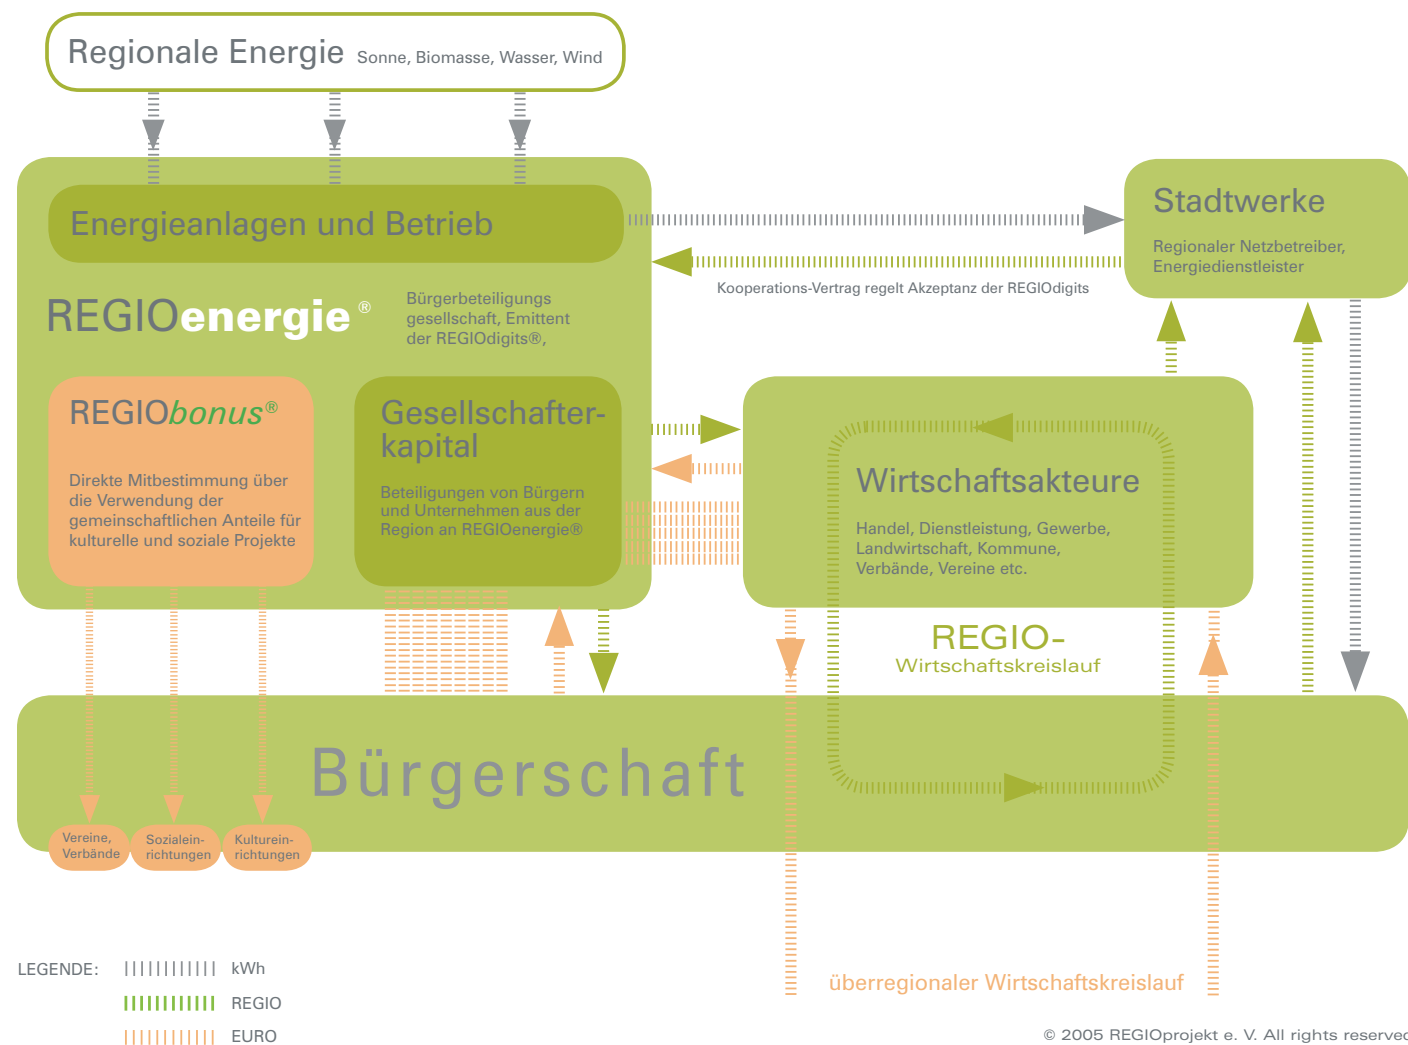 Regionale Energie Sonne, Biomasse, Wasser, Wind
Energieanlagen und Betrieb
Stadtwerke
Regionaler Netzbetreiber,
Energiedienstleister
Kooperations-Vertrag regelt Akzeptanz der REGIOdigits
REGIOenergie®
Bürgerbeteiligungs
gesellschaft, Emittent
der REGIOdigits®,
REGIObonus®
Direkte Mitbestimmung über
die Verwendung der
gemeinschaftlichen Anteile für
kulturelle und soziale Projekte
Gesellschafter-
kapital
Beteiligungen von Bürgern
und Unternehmen aus der
Region an REGIOenergie®
Wirtschaftsakteure
Handel, Dienstleistung, Gewerbe,
Landwirtschaft, Kommune,
Verbände, Vereine etc.
REGIO-
Wirtschaftskreislauf
Bürgerschaft
Vereine,
Verbände
Sozialein-
richtungen
Kulturein-
richtungen
LEGENDE:
kWh
REGIO
EURO
überregionaler Wirtschaftskreislauf
© 2005 REGIOprojekt e. V. All rights reserved